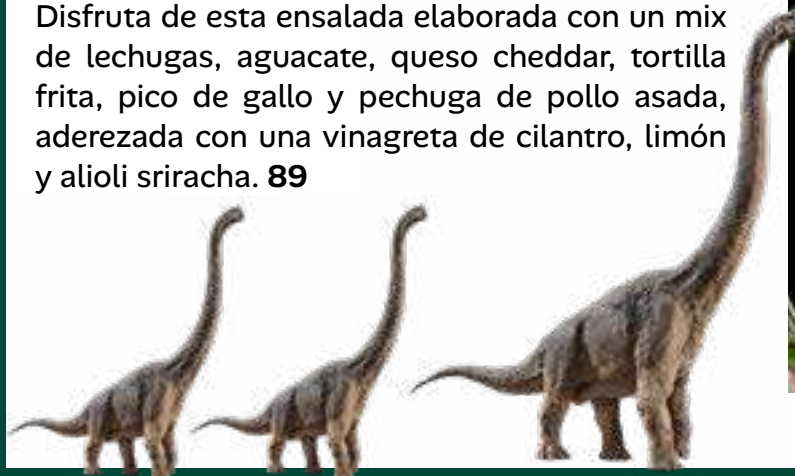 Disfruta de esta ensalada elaborada con un mix
de lechugas, aguacate, queso cheddar, tortilla
frita, pico de gallo y pechuga de pollo asada,
aderezada con una vinagreta de cilantro, limón
y alioli sriracha. 89